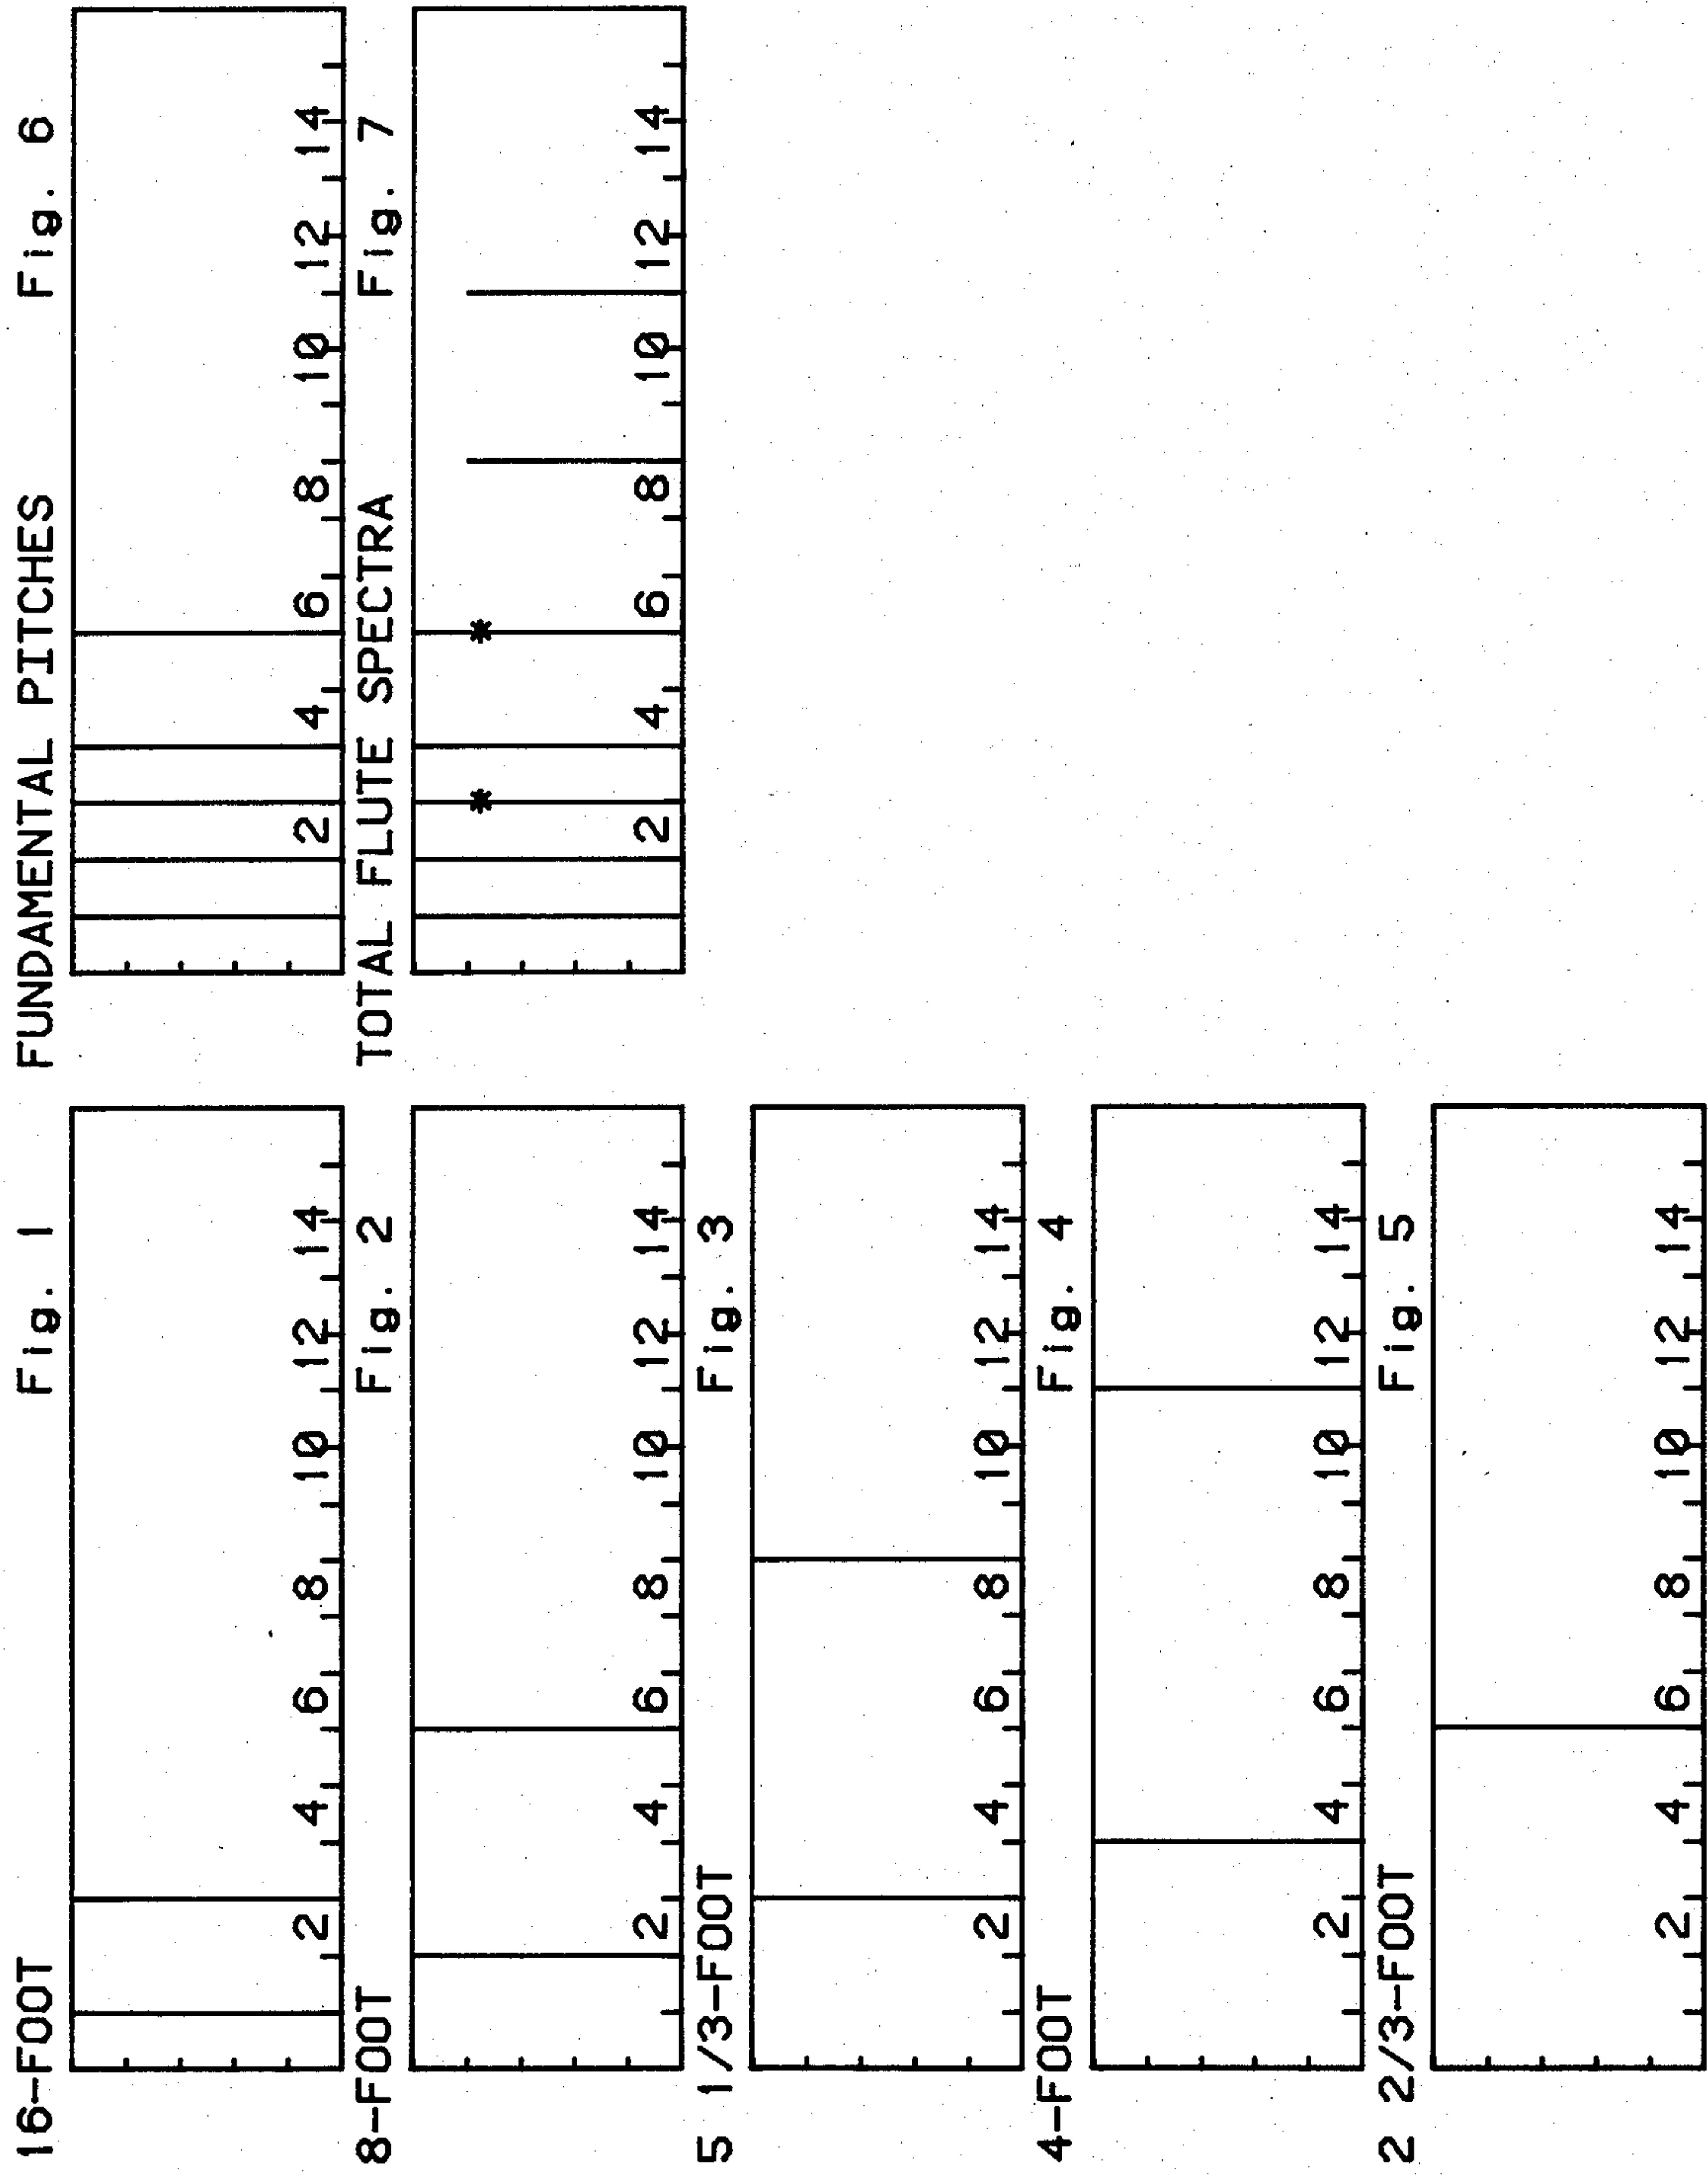 16-FOOT Fig. 1
2 4 6 8 10 12 14
8-FOOT Fig. 2
2 4 6 8 10 12 14
5 1/3-FOOT Fig. 3
2 4 6 8 10 12 14
4-FOOT Fig. 4
2 4 6 8 10 12 14
2 2/3-FOOT Fig. 5
2 4 6 8 10 12 14
FUNDAMENTAL PITCHES Fig. 6
2 4 6 8 10 12 14
TOTAL FLUTE SPECTRA Fig. 7
* *
2 4 6 8 10 12 14